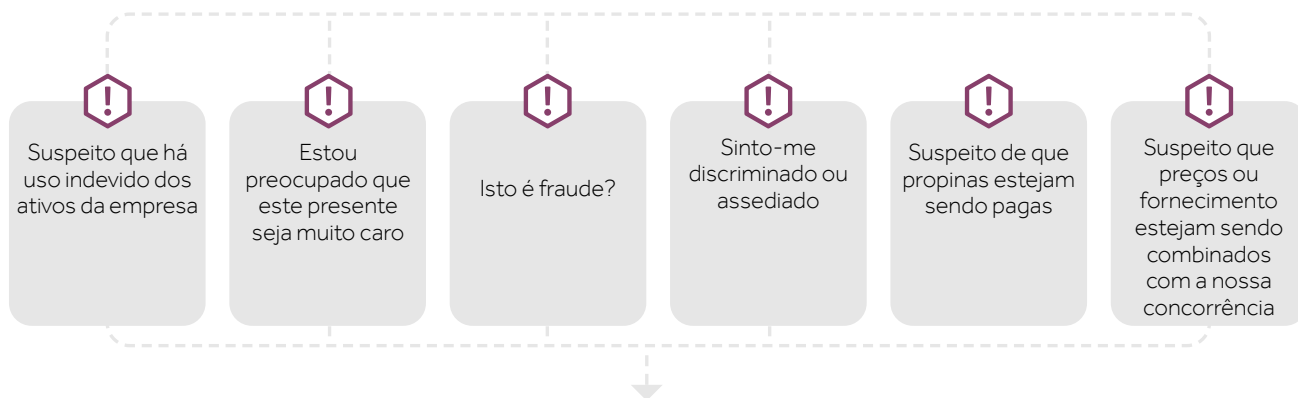 !
!
!
!
!
!
Suspeito que há
uso indevido dos
ativos da empresa
Estou
preocupado que
este presente
seja muito caro
Isto é fraude?
Sinto-me
discriminado ou
assediado
Suspeito de que
propinas estejam
sendo pagas
Suspeito que
preços ou
fornecimento
estejam sendo
combinados
com a nossa
concorrência